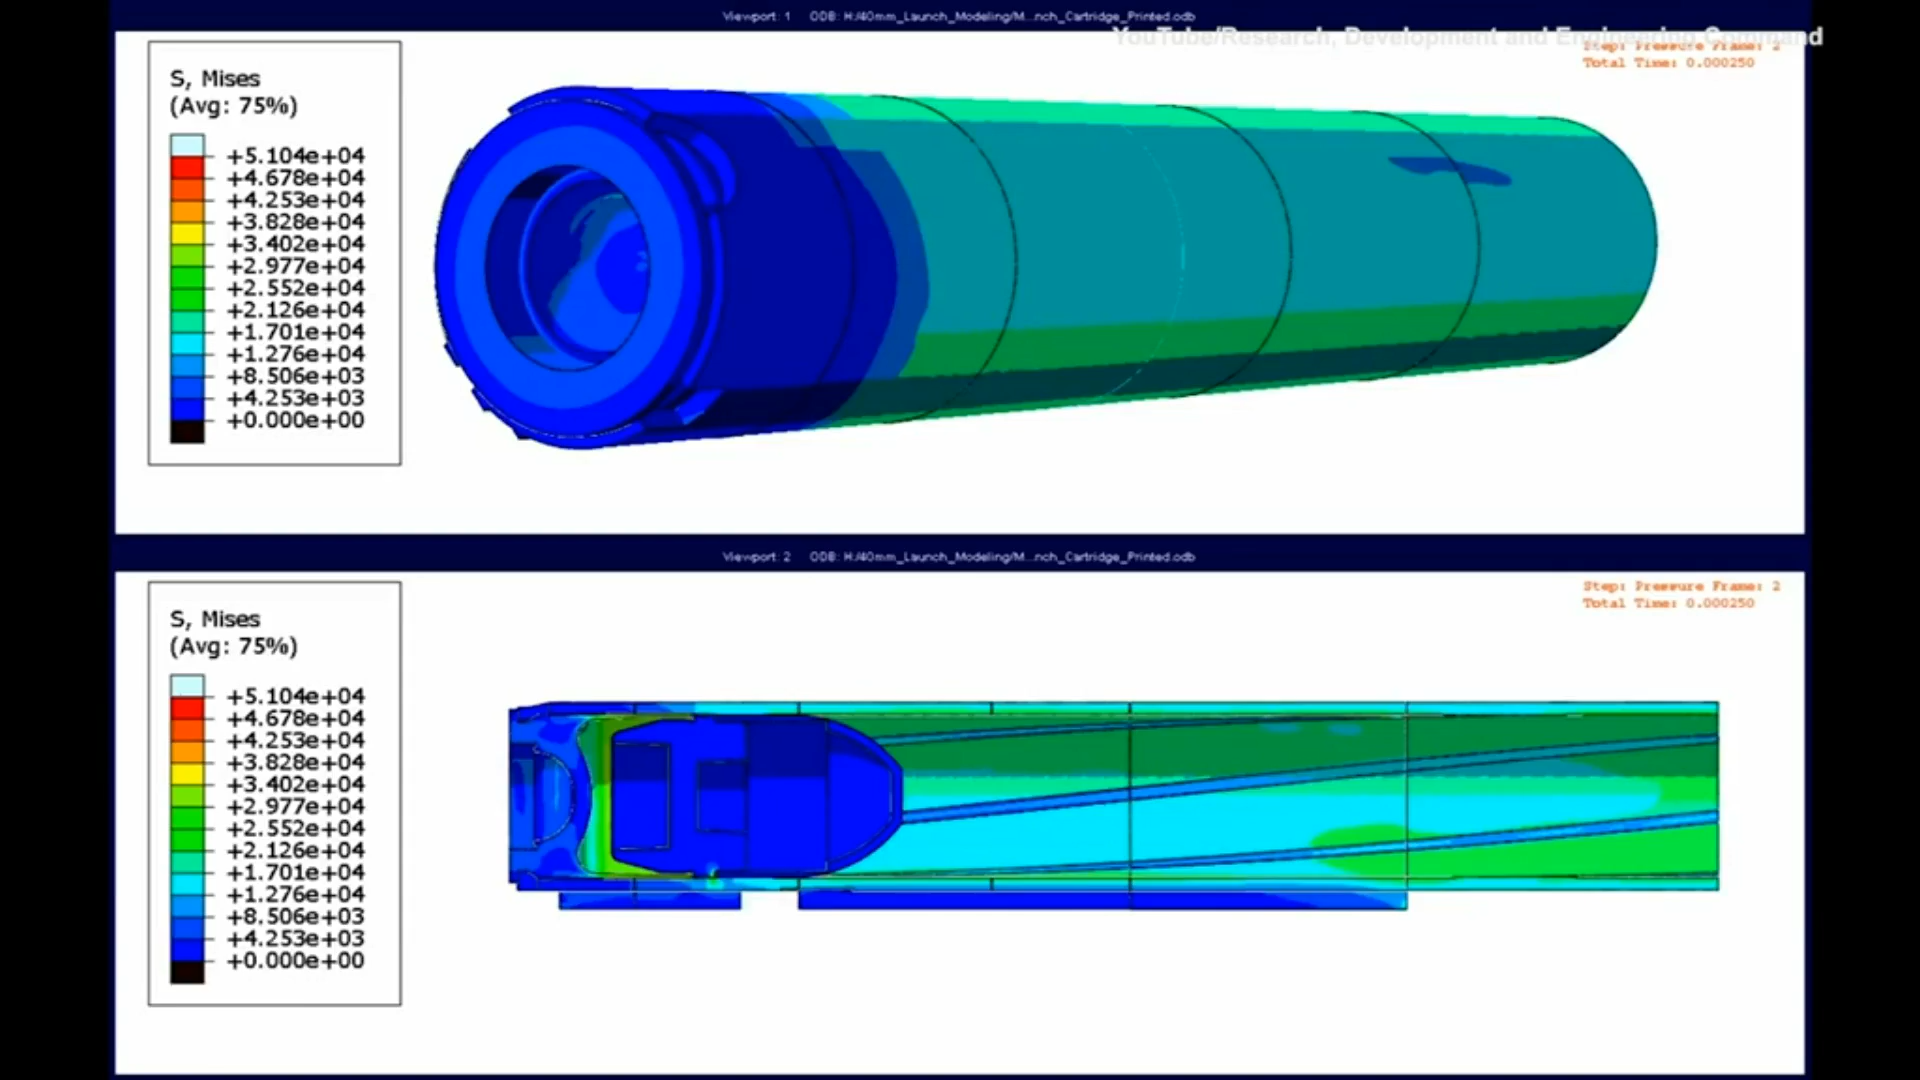 Viewport: 1 ODB: H:/40mm_Launch_Modeling/M...nch_Cartridge_Printed.odb
YouTube/Research, Development and Engineering Command
Step: Pressure Frame: 2
Total Time: 0.000250
S, Mises
(Avg: 75%)
+5.104e+04
+4.678e+04
+4.253e+04
+3.828e+04
+3.402e+04
+2.977e+04
+2.552e+04
+2.126e+04
+1.701e+04
+1.276e+04
+8.506e+03
+4.253e+03
+0.000e+00
Viewport: 2 ODB: H:/40mm_Launch_Modeling/M...nch_Cartridge_Printed.odb
Step: Pressure Frame: 2
Total Time: 0.000250
S, Mises
(Avg: 75%)
+5.104e+04
+4.678e+04
+4.253e+04
+3.828e+04
+3.402e+04
+2.977e+04
+2.552e+04
+2.126e+04
+1.701e+04
+1.276e+04
+8.506e+03
+4.253e+03
+0.000e+00